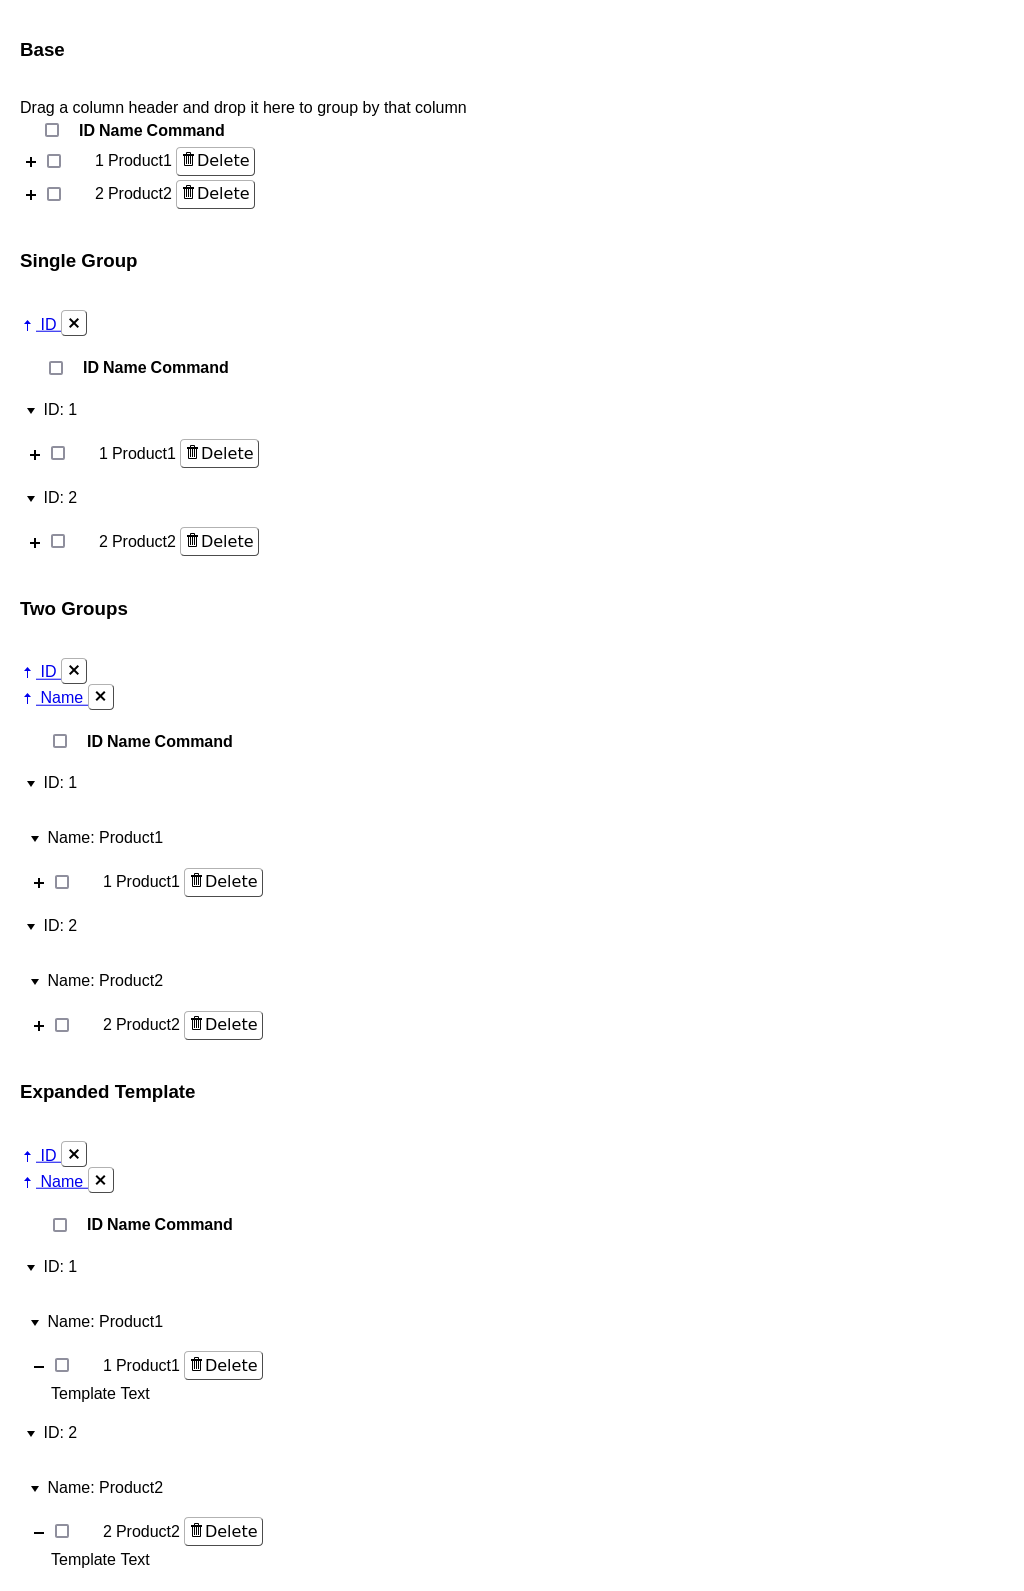 Base
Drag a column header and drop it here to group by that column
ID Name Command
1 Product1 Delete
2 Product2 Delete
Single Group
ID
ID Name Command
ID: 1
1 Product1 Delete
ID: 2
2 Product2 Delete
Two Groups
ID
Name
ID Name Command
ID: 1
Name: Product1
1 Product1 Delete
ID: 2
Name: Product2
2 Product2 Delete
Expanded Template
ID
Name
ID Name Command
ID: 1
Name: Product1
1 Product1 Delete
Template Text
ID: 2
Name: Product2
2 Product2 Delete
Template Text